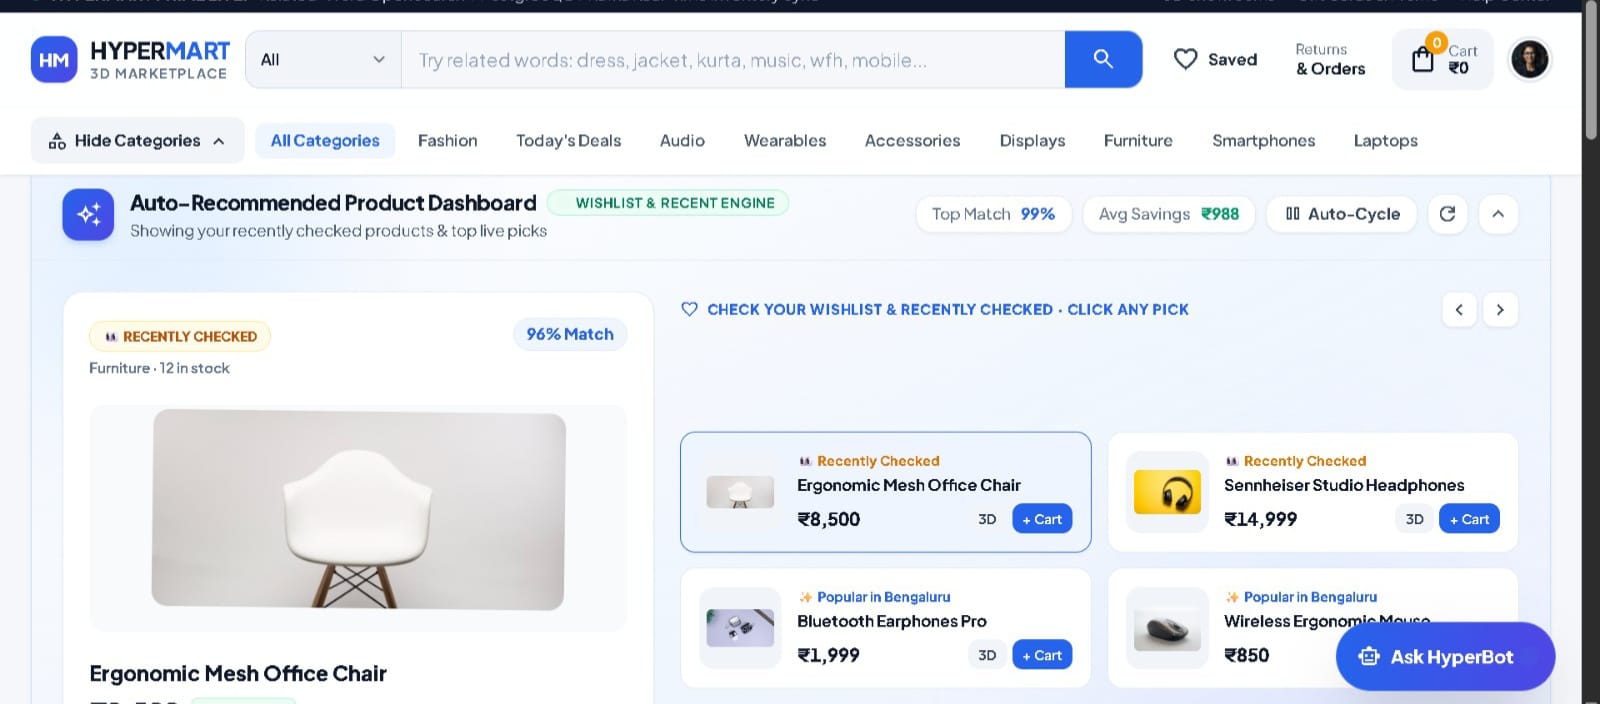 HM
HYPERMART
3D MARKETPLACE
All
Try related words: dress, jacket, kurta, music, wfh, mobile...
Saved
Returns
& Orders
0
Cart
₹0
Hide Categories
All Categories
Fashion
Today's Deals
Audio
Wearables
Accessories
Displays
Furniture
Smartphones
Laptops
Auto-Recommended Product Dashboard
WISHLIST & RECENT ENGINE
Showing your recently checked products & top live picks
Top Match 99%
Avg Savings ₹988
Auto-Cycle
RECENTLY CHECKED
96% Match
Furniture · 12 in stock
Ergonomic Mesh Office Chair
CHECK YOUR WISHLIST & RECENTLY CHECKED · CLICK ANY PICK
Recently Checked
Ergonomic Mesh Office Chair
₹8,500
3D
+ Cart
Recently Checked
Sennheiser Studio Headphones
₹14,999
3D
+ Cart
Popular in Bengaluru
Bluetooth Earphones Pro
₹1,999
3D
+ Cart
Popular in Bengaluru
Wireless Ergonomic Mouse
₹850
Ask HyperBot